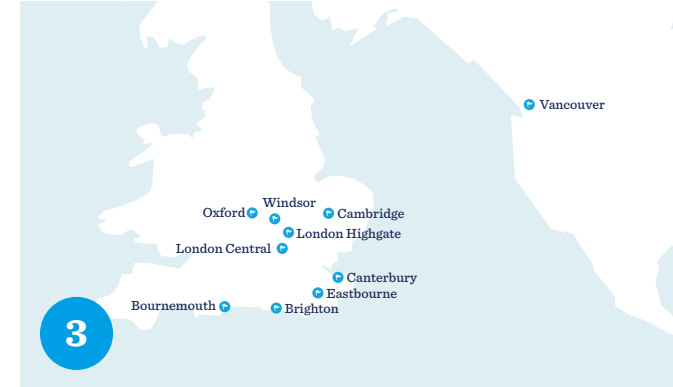 Vancouver
Windsor
Oxford
Cambridge
London Highgate
London Central
Canterbury
Eastbourne
Bournemouth
Brighton
3